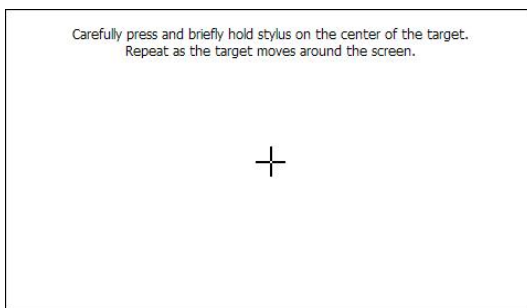 Carefully press and briefly hold stylus on the center of the target.
Repeat as the target moves around the screen.